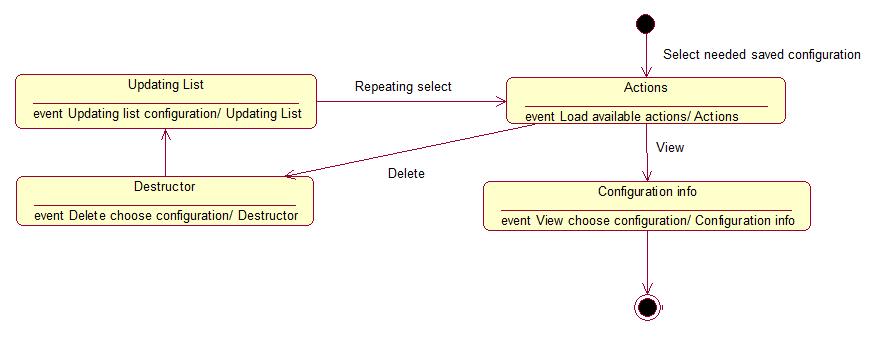 Select needed saved configuration
Updating List
event Updating list configuration/ Updating List
Repeating select
Actions
event Load available actions/ Actions
View
Delete
Destructor
event Delete choose configuration/ Destructor
Configuration info
event View choose configuration/ Configuration info